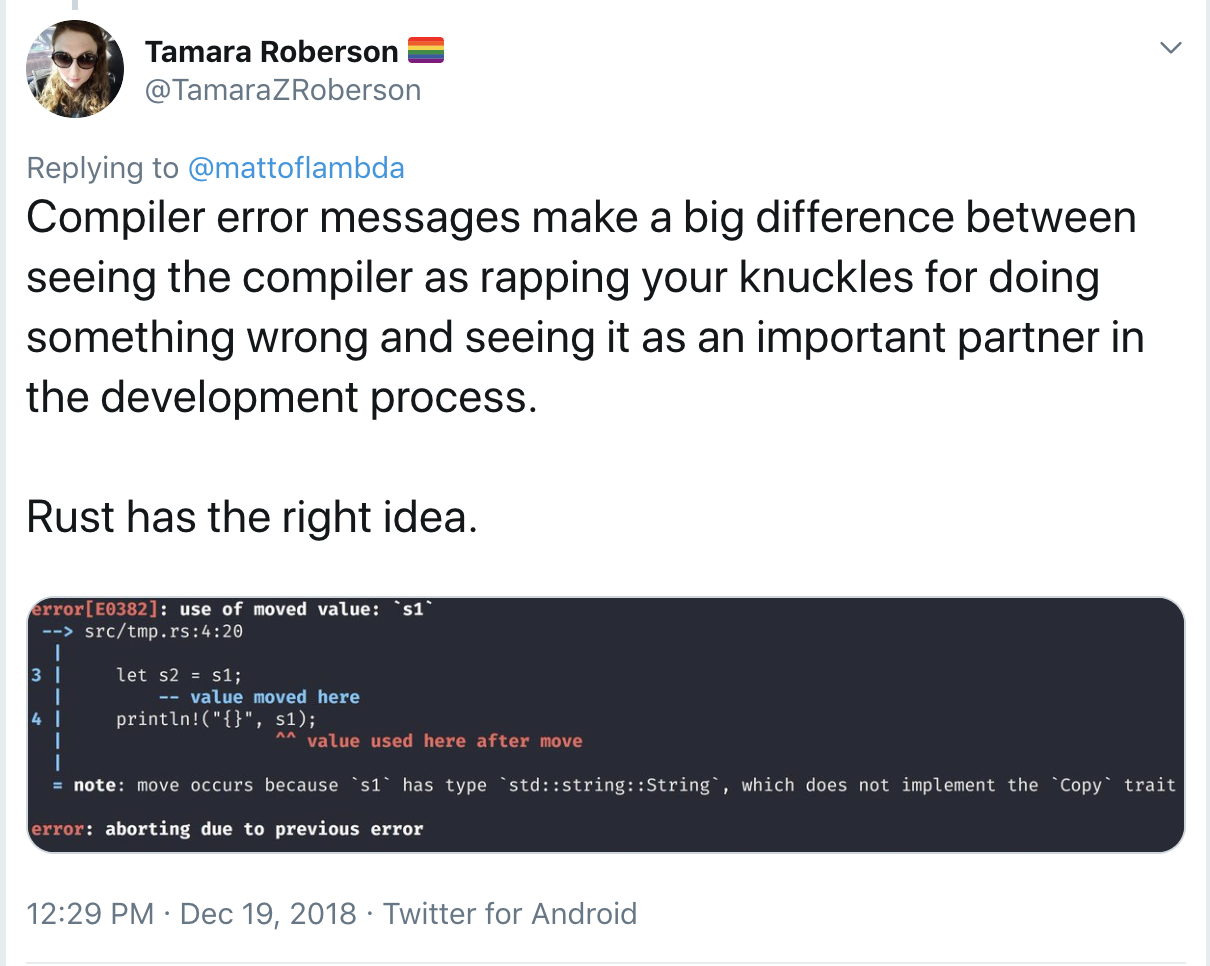 Tamara Roberson 🏳️‍🌈
@TamaraZRoberson
Replying to @mattoflambda
Compiler error messages make a big difference between
seeing the compiler as rapping your knuckles for doing
something wrong and seeing it as an important partner in
the development process.
Rust has the right idea.
error[E0382]: use of moved value: `s1`
--> src/tmp.rs:4:20
|
3 |     let s2 = s1;
|         -- value moved here
4 |     println!("{}", s1);
|                    ^^ value used here after move
|
= note: move occurs because `s1` has type `std::string::String`, which does not implement the `Copy` trait
error: aborting due to previous error
12:29 PM · Dec 19, 2018 · Twitter for Android